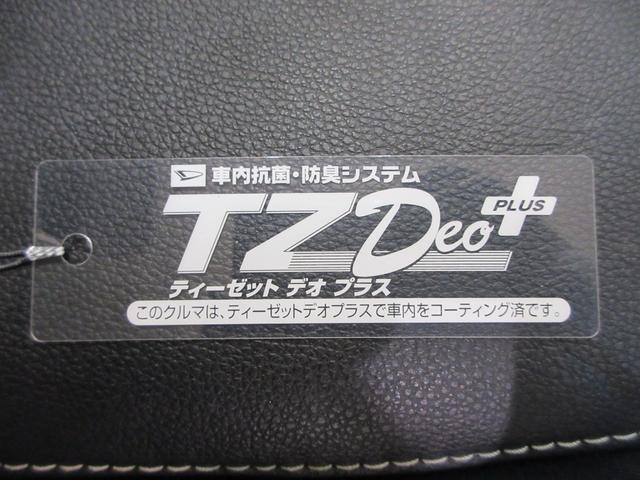 車内抗菌・防臭システム
TZ Deo PLUS
ティーゼット デオ プラス
このクルマは、ティーゼットデオプラスで車内をコーティング済です。